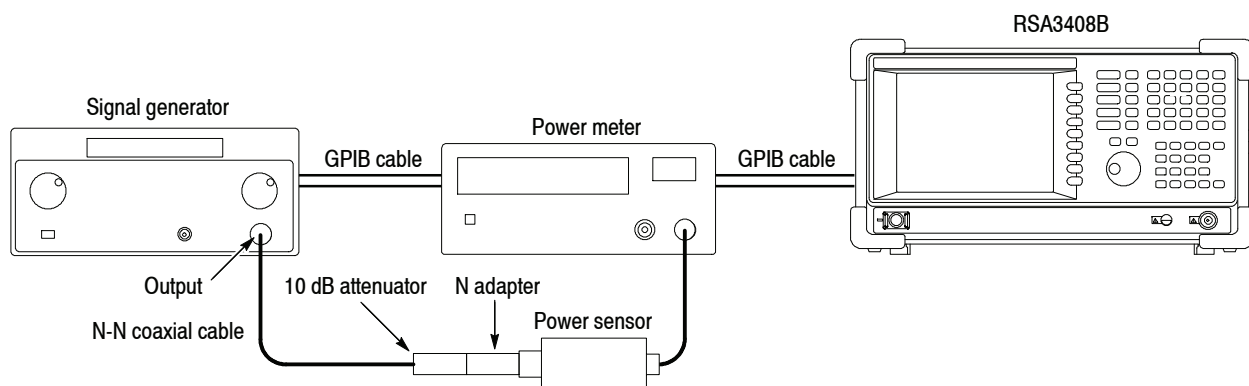 RSA3408B
Signal generator
Power meter
GPIB cable
GPIB cable
Output
10 dB attenuator
N adapter
Power sensor
N-N coaxial cable